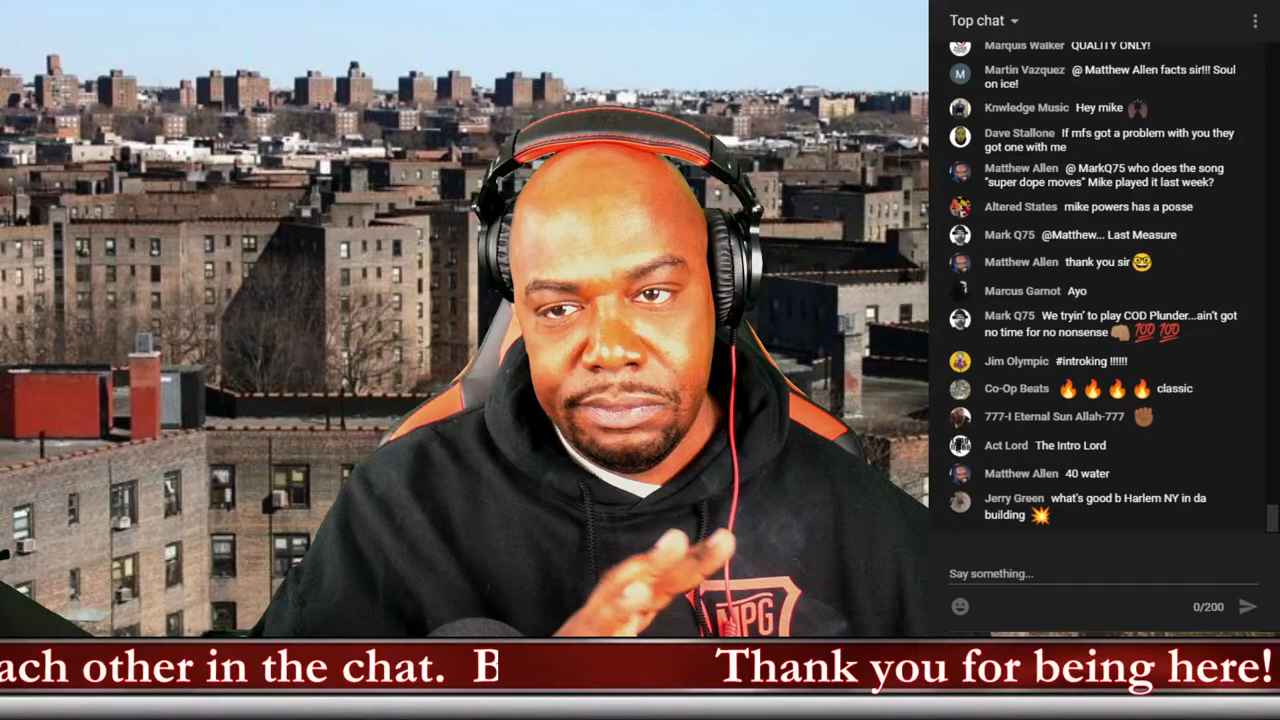 Top chat
Marquis Walker QUALITY ONLY!
Martin Vazquez @ Matthew Allen facts sir!!! Soul
on ice!
M
Knwledge Music Hey mike 🙌🏿
Dave Stallone If mfs got a problem with you they
got one with me
Matthew Allen @ MarkQ75 who does the song
"super dope moves" Mike played it last week?
Altered States mike powers has a posse
Mark Q75 @Matthew... Last Measure
Matthew Allen thank you sir 🤓
Marcus Garnot Ayo
Mark Q75 We tryin' to play COD Plunder...ain't got
no time for no nonsense 👊🏽 💯 💯
Jim Olympic #introking !!!!!!
Co-Op Beats 🔥 🔥 🔥 🔥 classic
777-I Eternal Sun Allah-777 ✊🏾
Act Lord The Intro Lord
Matthew Allen 40 water
Jerry Green what's good b Harlem NY in da
building 💥
Say something...
0/200
MPG
ach other in the chat. B
Thank you for being here!